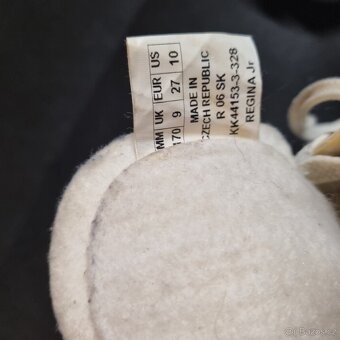 MM UK EUR US
170 9 27 10
MADE IN
CZECH REPUBLIC
R 06 SK
KK44153-3-328
REGINA Jr